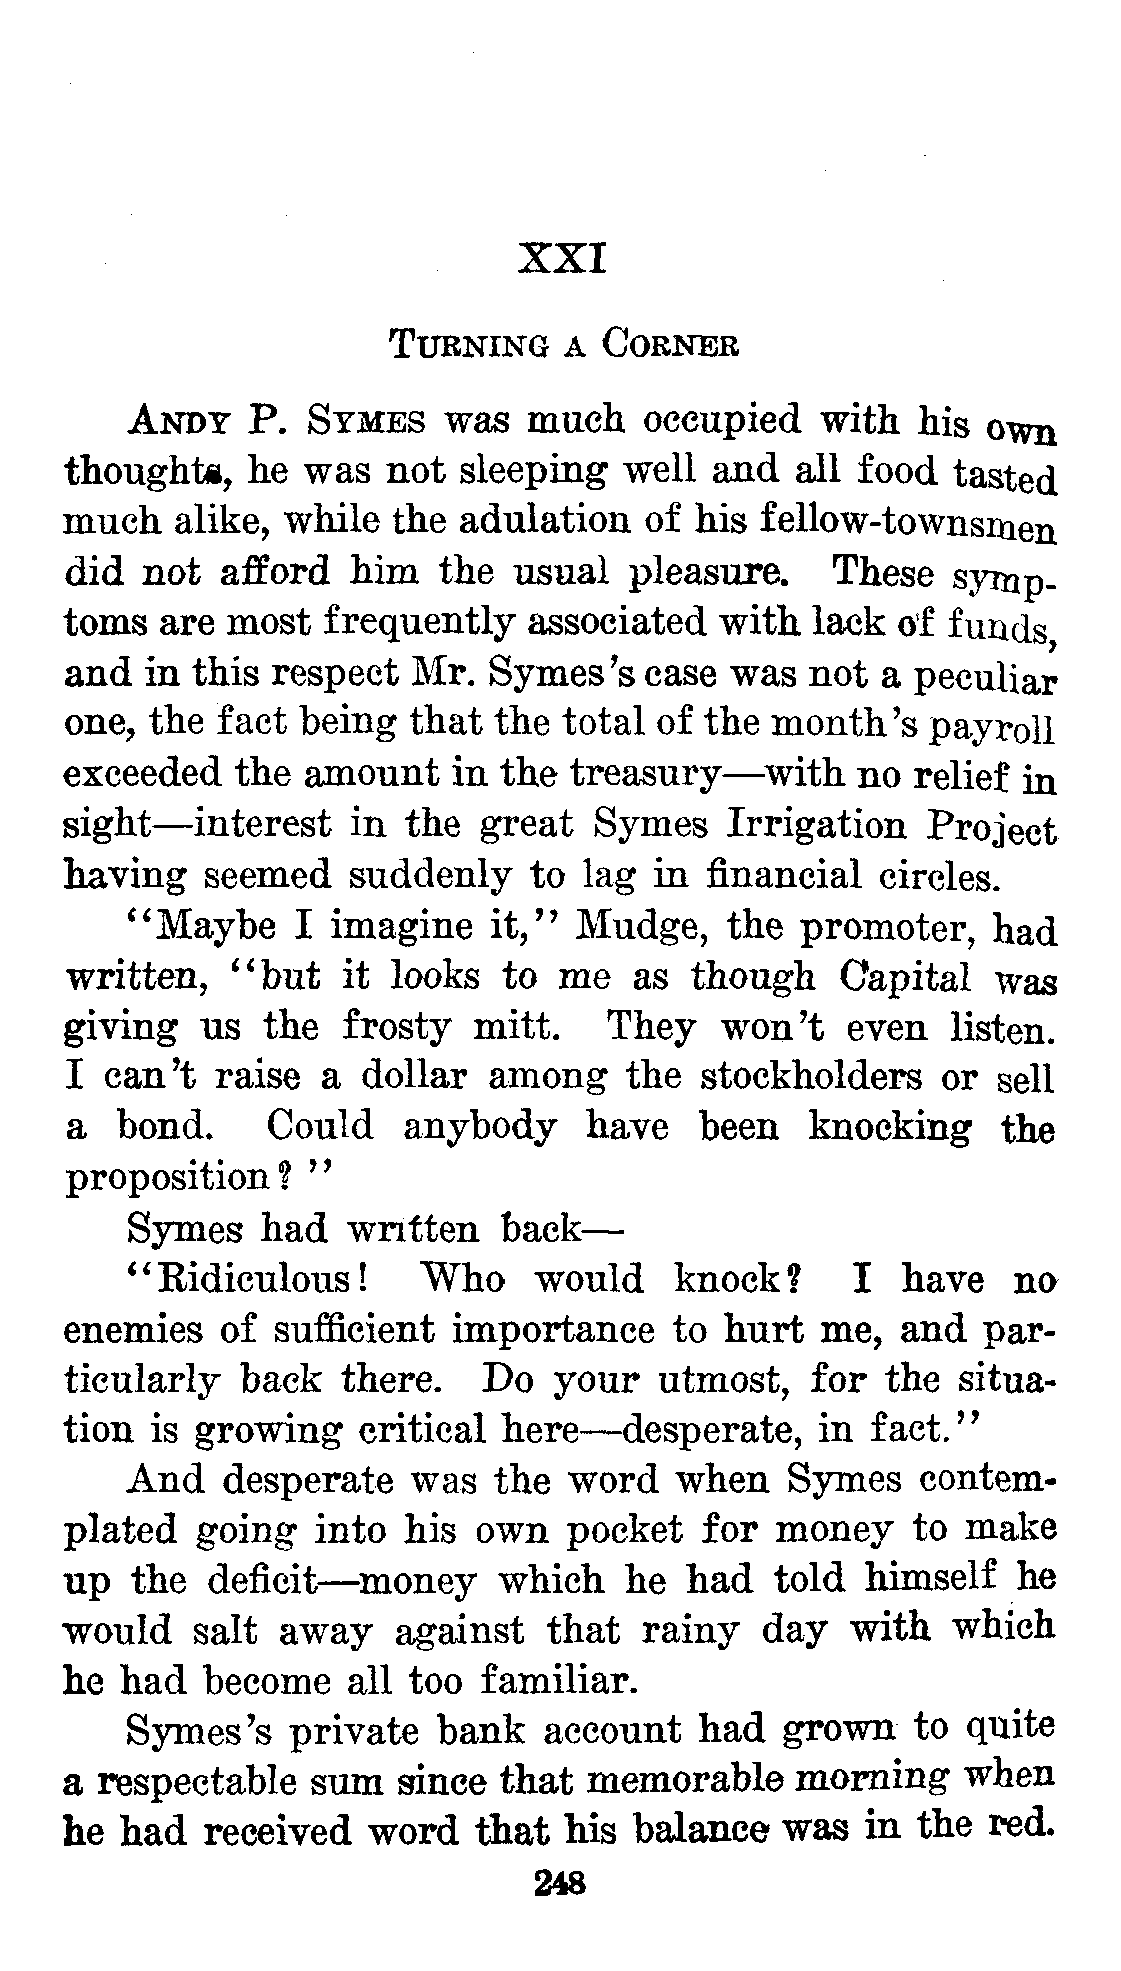 XXI
TURNING A CORNER
ANDY P. SYMES was much occupied with his own
thoughts, he was not sleeping well and all food tasted
much alike, while the adulation of his fellow-townsmen
did not afford him the usual pleasure. These symp-
toms are most frequently associated with lack of funds,
and in this respect Mr. Symes's case was not a peculiar
one, the fact being that the total of the month's payroll
exceeded the amount in the treasury—with no relief in
sight—interest in the great Symes Irrigation Project
having seemed suddenly to lag in financial circles.
"Maybe I imagine it," Mudge, the promoter, had
written, "but it looks to me as though Capital was
giving us the frosty mitt. They won't even listen.
I can't raise a dollar among the stockholders or sell
a bond. Could anybody have been knocking the
proposition?"
Symes had written back—
"Ridiculous! Who would knock? I have no
enemies of sufficient importance to hurt me, and par-
ticularly back there. Do your utmost, for the situa-
tion is growing critical here—desperate, in fact."
And desperate was the word when Symes contem-
plated going into his own pocket for money to make
up the deficit—money which he had told himself he
would salt away against that rainy day with which
he had become all too familiar.
Symes's private bank account had grown to quite
a respectable sum since that memorable morning when
he had received word that his balance was in the red.
248